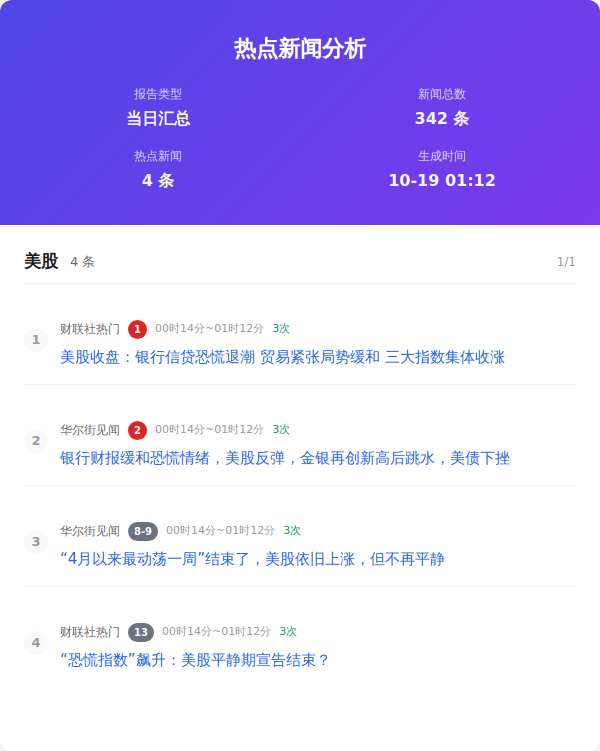 热点新闻分析
报告类型
当日汇总
新闻总数
342 条
热点新闻
4 条
生成时间
10-19 01:12
美股 4 条 1/1
1
财联社热门 1 00时14分~01时12分 3次
美股收盘：银行信贷恐慌退潮 贸易紧张局势缓和 三大指数集体收涨
2
华尔街见闻 2 00时14分~01时12分 3次
银行财报缓和恐慌情绪，美股反弹，金银再创新高后跳水，美债下挫
3
华尔街见闻 8-9 00时14分~01时12分 3次
“4月以来最动荡一周”结束了，美股依旧上涨，但不再平静
4
财联社热门 13 00时14分~01时12分 3次
“恐慌指数”飙升：美股平静期宣告结束？